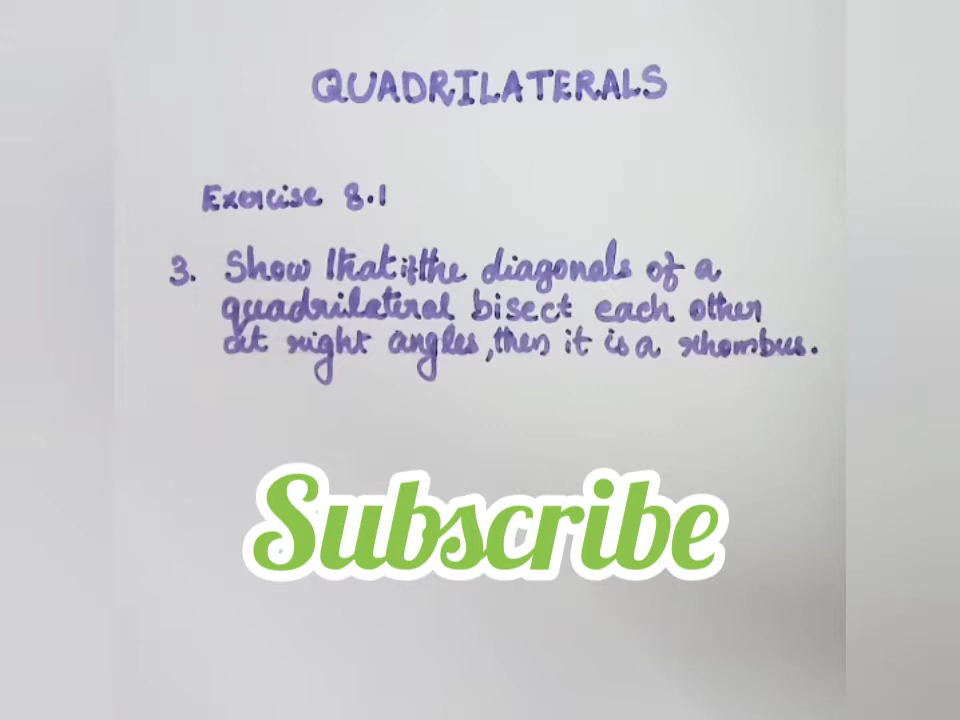 QUADRILATERALS
Exercise 8.1
3. Show that if the diagonals of a
quadrilateral bisect each other
at right angles, then it is a rhombus.
Subscribe